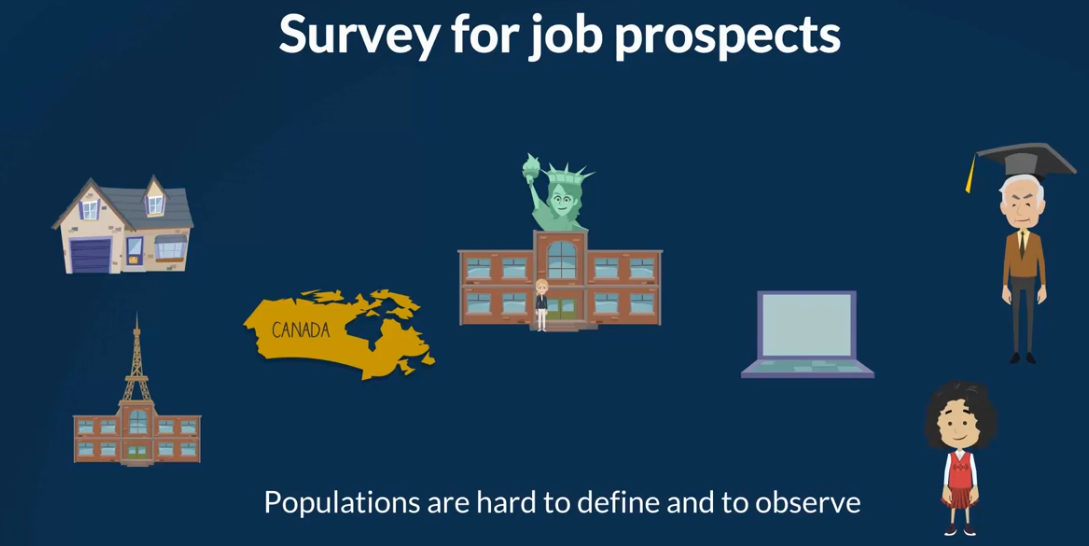 Survey for job prospects
CANADA
Populations are hard to define and to observe